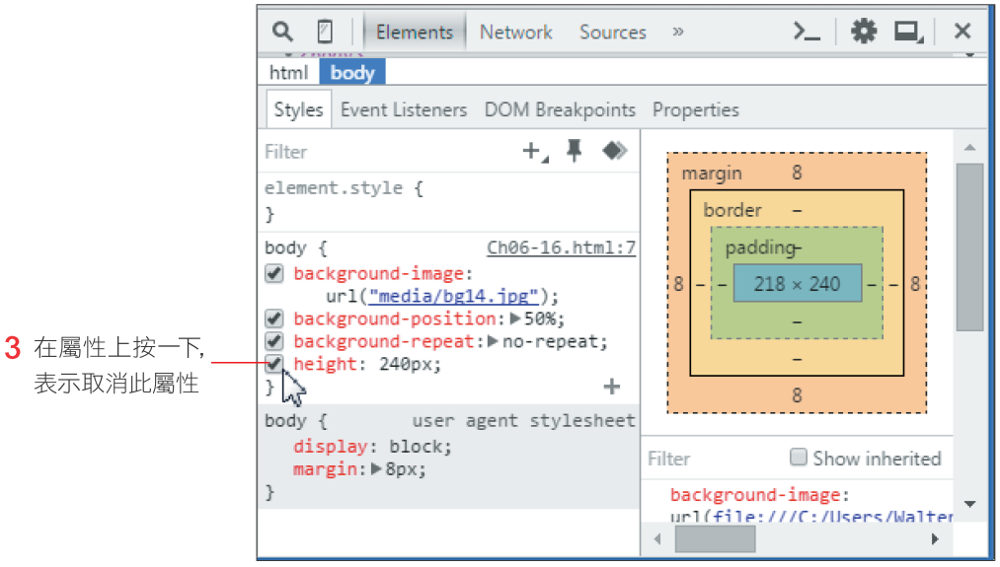 Elements Network Sources »
html body
Styles Event Listeners DOM Breakpoints Properties
Filter
element.style {
}
body { Ch06-16.html:7
background-image:
url("media/bg14.jpg");
background-position:▶50%;
background-repeat:▶no-repeat;
height: 240px;
}
body { user agent stylesheet
display: block;
margin:▶8px;
}
3 在屬性上按一下,
表示取消此屬性
margin 8
border –
padding –
8 – – 218 × 240 – – 8
–
–
8
Filter Show inherited
background-image:
url(file:///C:/Users/Walter